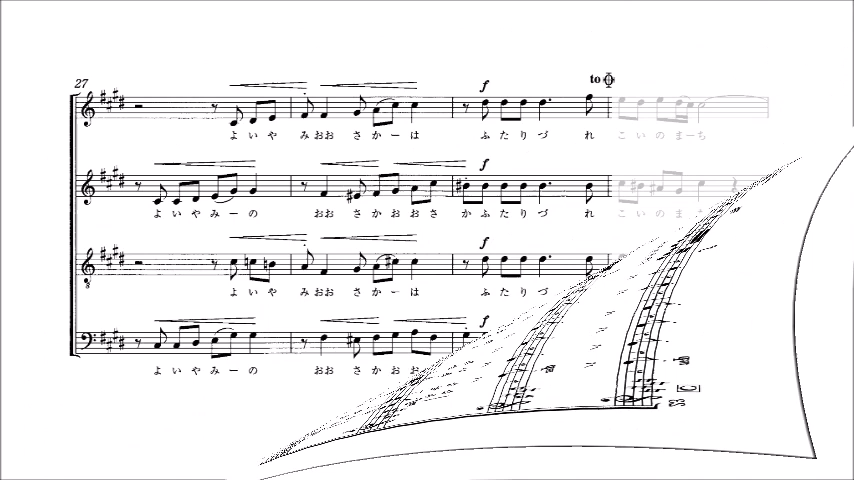 27
to
f
よいやみおおさかーは ふたりづれ こいのまーち
f
よいやみーの おおさかおおさかふたりづれ こいのま
f
よいやみおおさかーは ふたりづ
f
よいやみーの おおさかおお